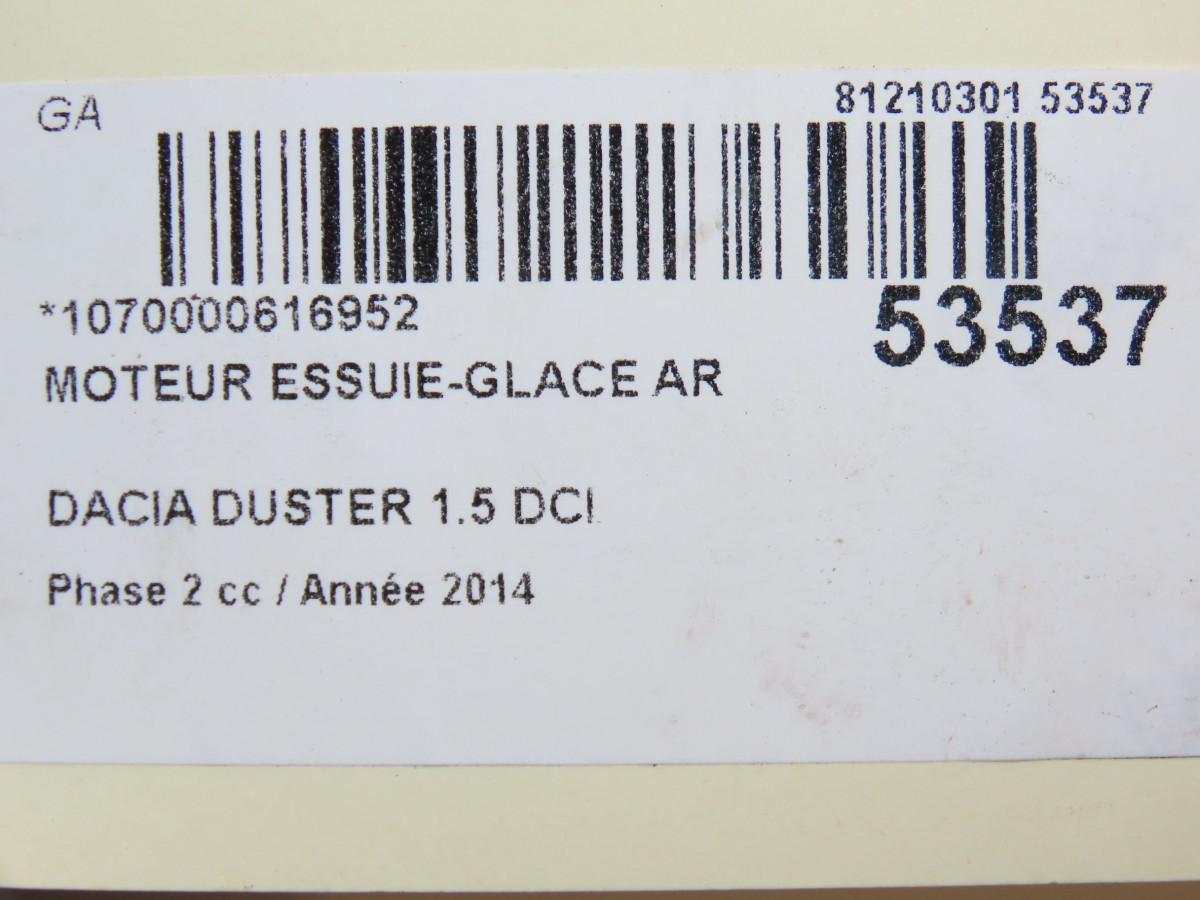 GA
81210301 53537
*1070000616952
53537
MOTEUR ESSUIE-GLACE AR
DACIA DUSTER 1.5 DCI
Phase 2 cc / Année 2014